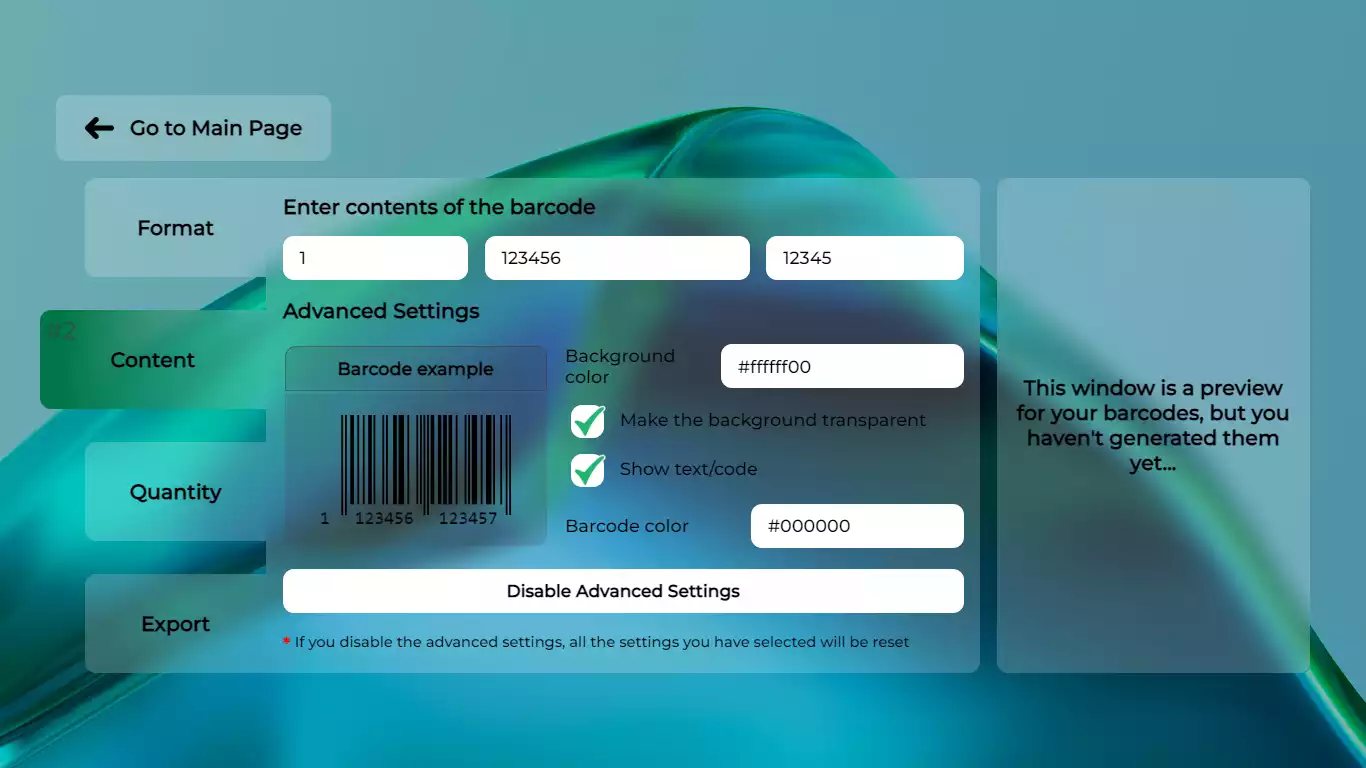 Go to Main Page
Format
#2
Content
Quantity
Export
Enter contents of the barcode
1
123456
12345
Advanced Settings
Barcode example
1 123456 123457
Background
color
#ffffff00
Make the background transparent
Show text/code
Barcode color
#000000
Disable Advanced Settings
* If you disable the advanced settings, all the settings you have selected will be reset
This window is a preview
for your barcodes, but you
haven't generated them
yet...